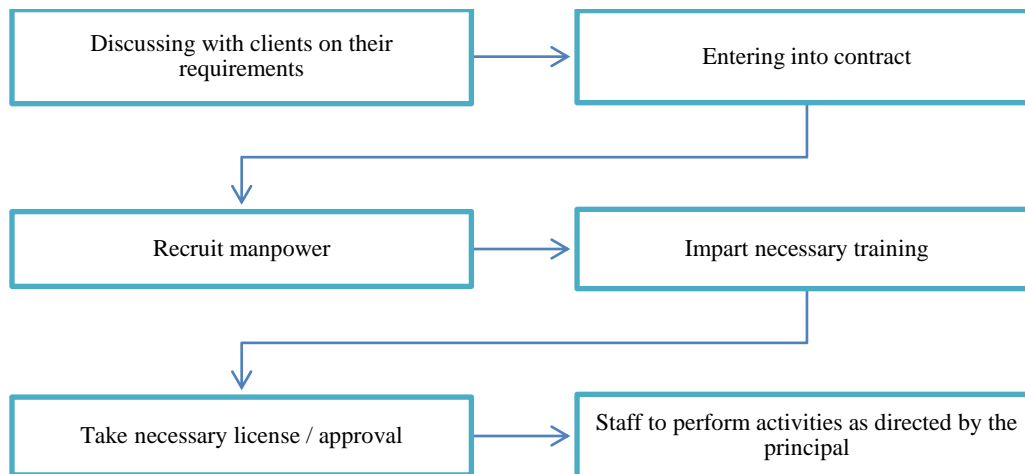 Discussing with clients on their
requirements
Entering into contract
Recruit manpower
Impart necessary training
Take necessary license / approval
Staff to perform activities as directed by the
principal